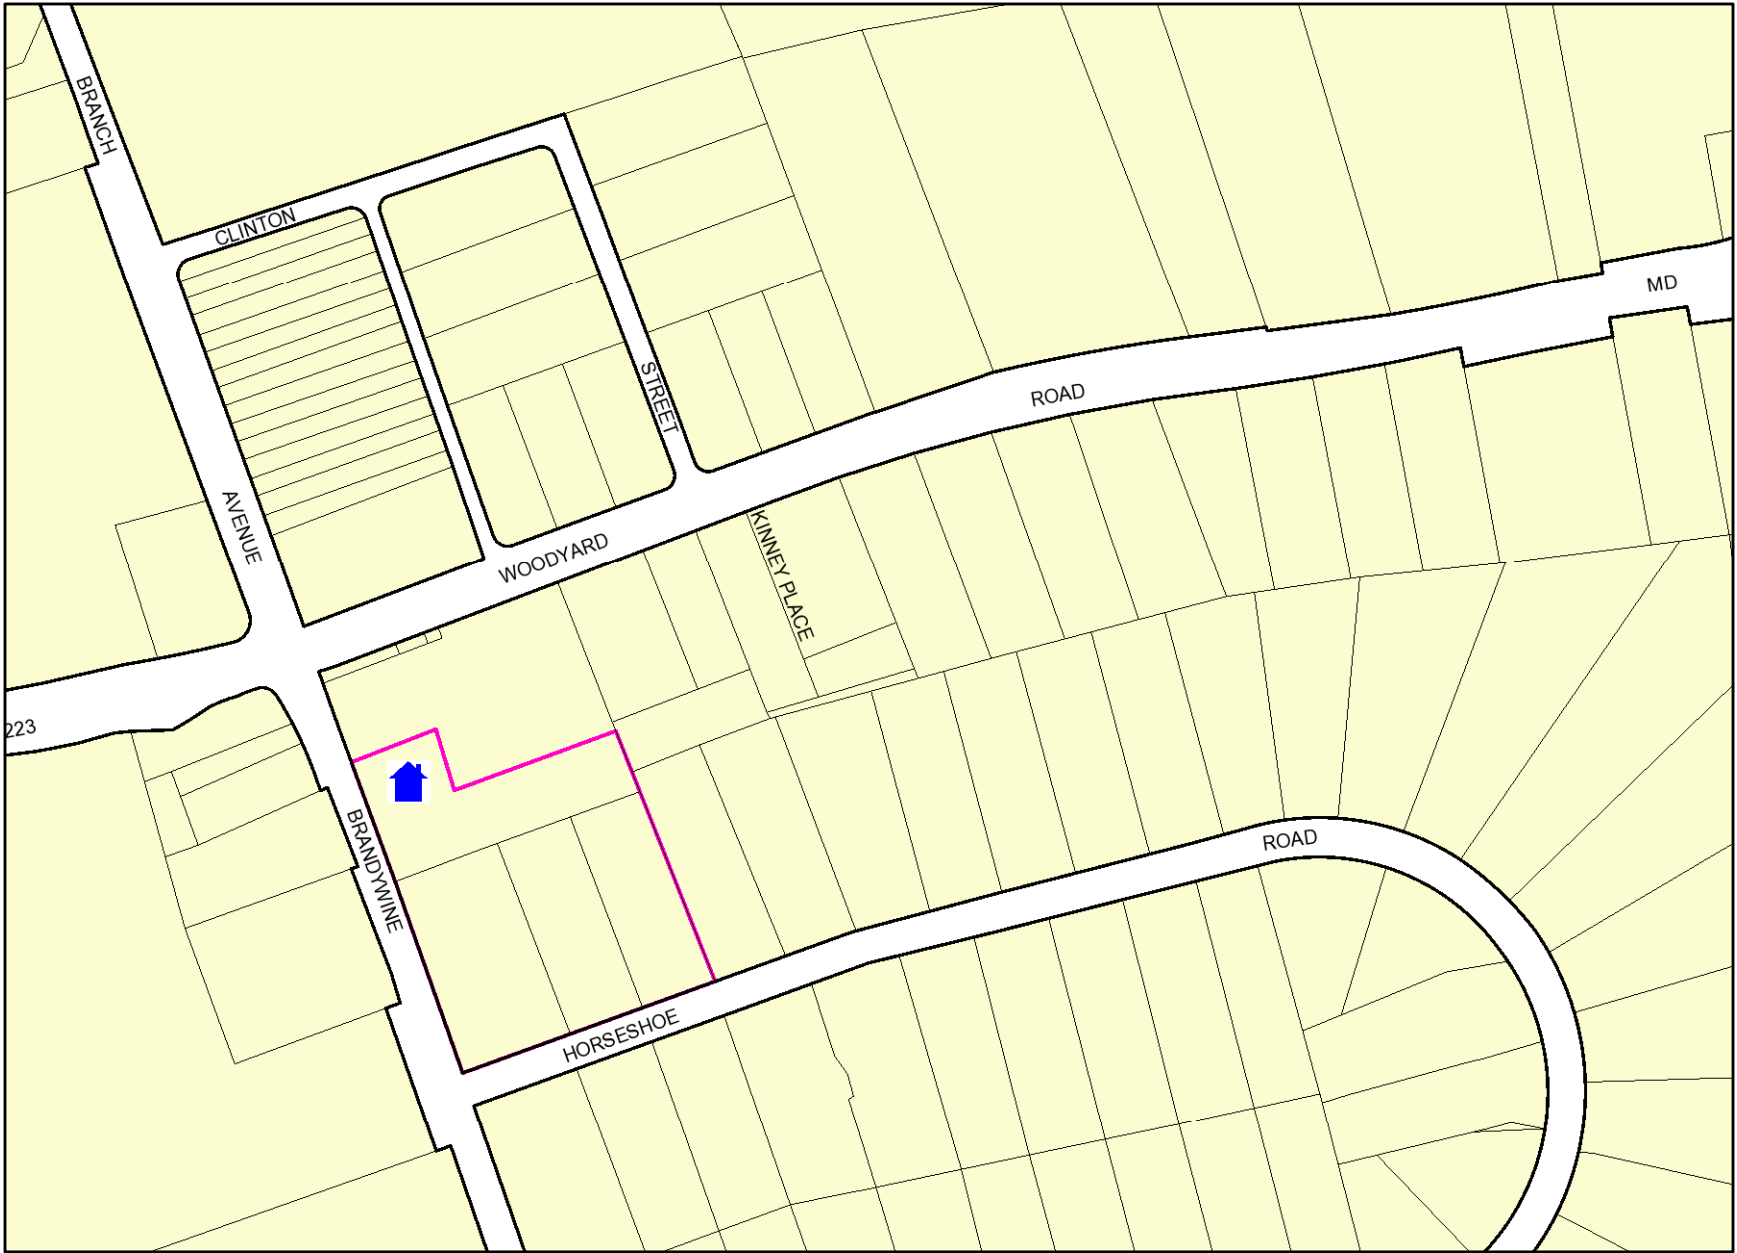 BRANCH
CLINTON
MD
STREET
ROAD
AVENUE
WOODYARD
KINNEY PLACE
223
BRANDYWINE
ROAD
HORSESHOE